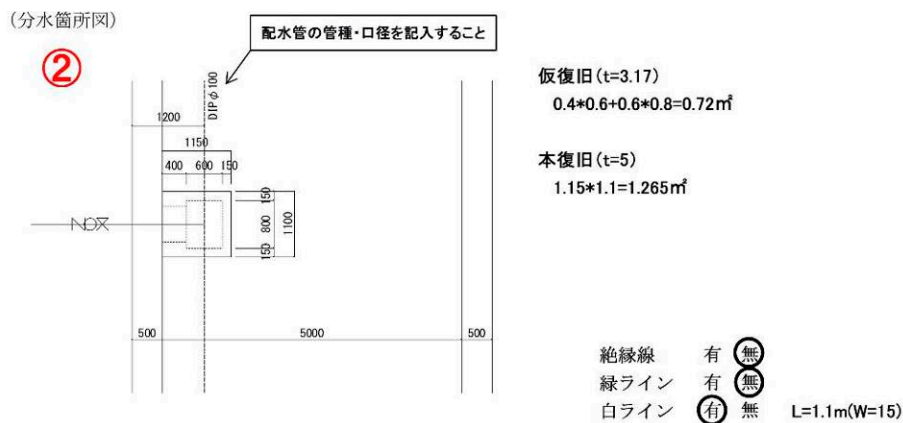 (分水箇所図)
配水管の管種・口径を記入すること
②
DIPφ100
仮復旧(t=3.17)
0.4*0.6+0.6*0.8=0.72㎡
1200
1150
400 600 150
本復旧(t=5)
1.15*1.1=1.265㎡
150
800
150
1100
500 5000 500
絶縁線 有 無
緑ライン 有 無
白ライン 有 無 L=1.1m(W=15)